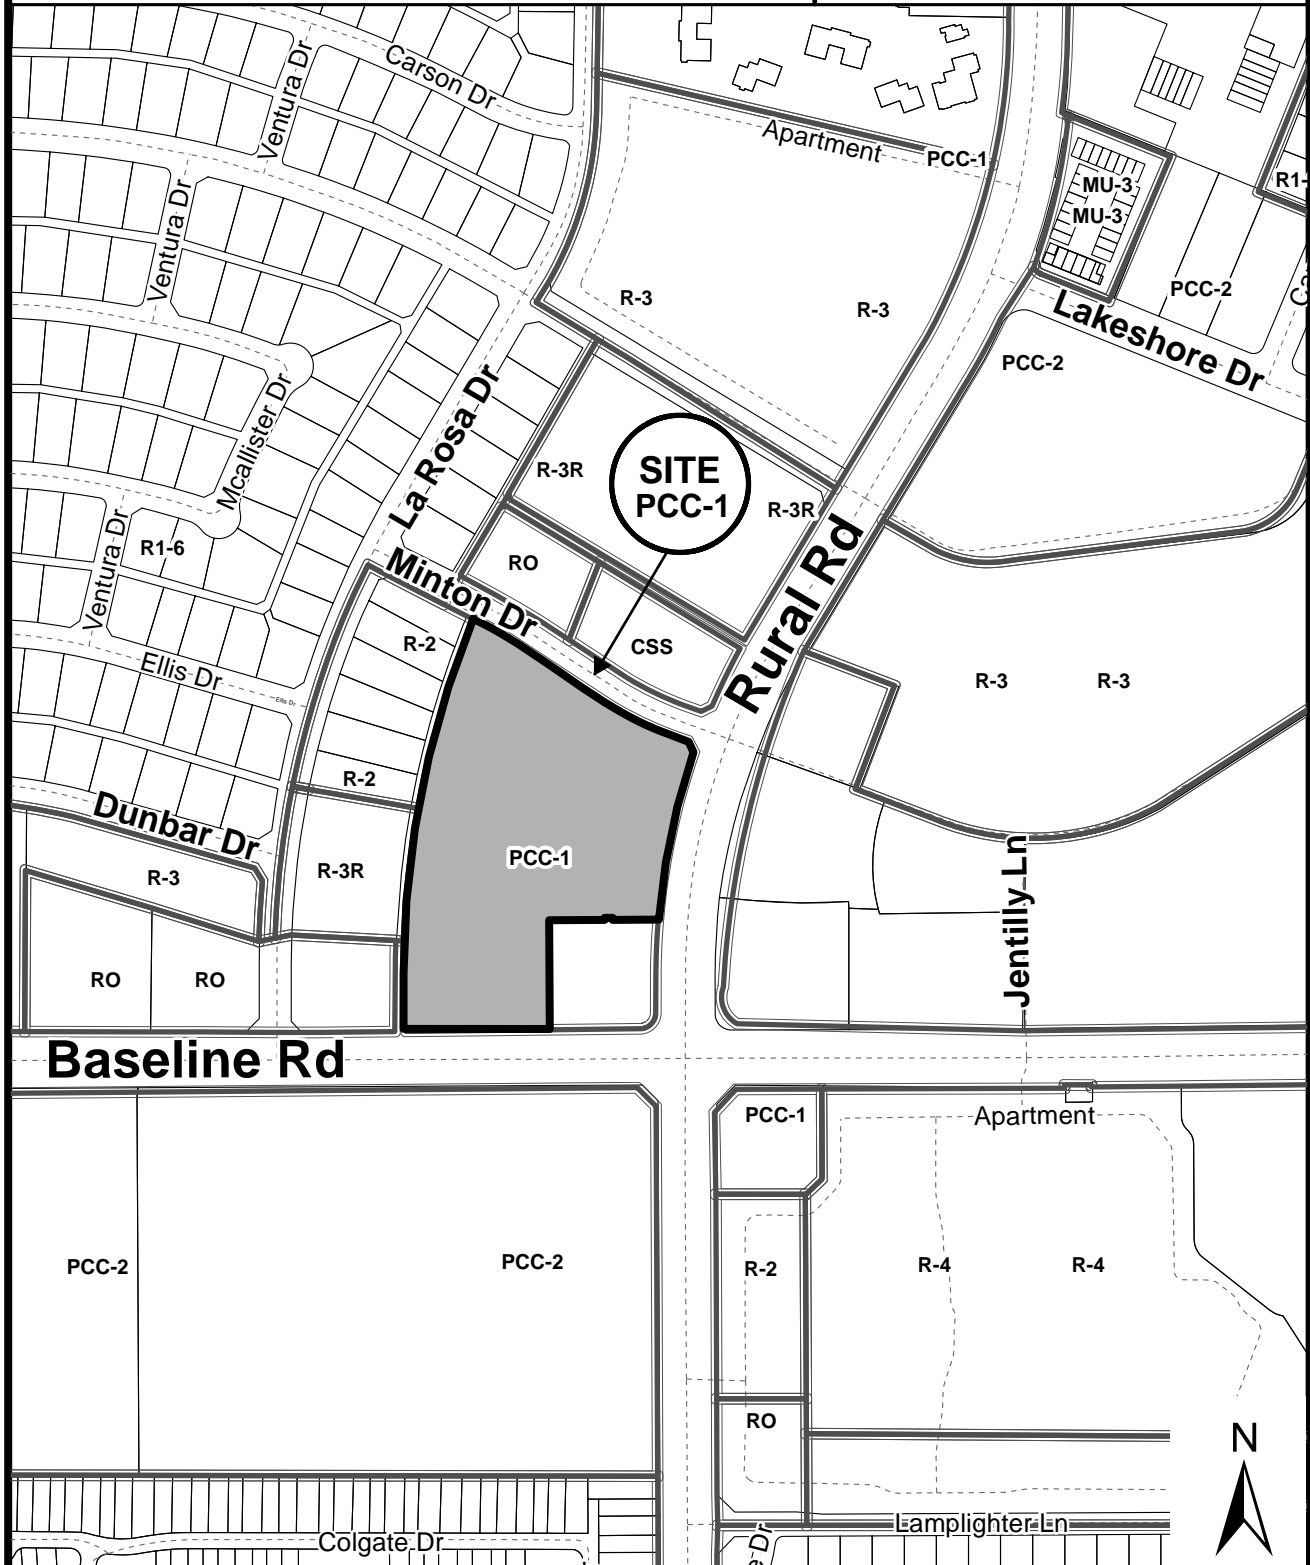 Carson Dr
Ventura Dr
Apartment
PCC-1
MU-3
MU-3
R1-
Ventura Dr
R-3
R-3
PCC-2
Lakeshore Dr
PCC-2
La Rosa Dr
Mcallister Dr
R-3R
SITE
PCC-1
R-3R
Rural Rd
Ventura Dr
R1-6
RO
Minton Dr
R-2
CSS
Ellis Dr
Ellis Dr
R-3
R-3
R-2
Dunbar Dr
R-3
R-3R
PCC-1
Jentilly Ln
RO
RO
Baseline Rd
PCC-1
Apartment
PCC-2
PCC-2
R-2
R-4
R-4
RO
N
Colgate Dr
Lamplighter Ln
e Dr